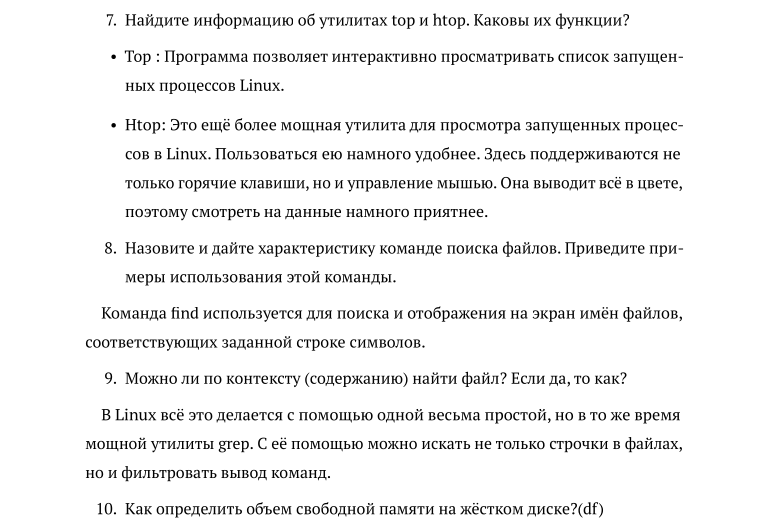 7. Найдите информацию об утилитах top и htop. Каковы их функции?
• Top : Программа позволяет интерактивно просматривать список запущен-
ных процессов Linux.
• Htop: Это ещё более мощная утилита для просмотра запущенных процес-
сов в Linux. Пользоваться ею намного удобнее. Здесь поддерживаются не
только горячие клавиши, но и управление мышью. Она выводит всё в цвете,
поэтому смотреть на данные намного приятнее.
8. Назовите и дайте характеристику команде поиска файлов. Приведите при-
меры использования этой команды.
Команда find используется для поиска и отображения на экран имён файлов,
соответствующих заданной строке символов.
9. Можно ли по контексту (содержанию) найти файл? Если да, то как?
В Linux всё это делается с помощью одной весьма простой, но в то же время
мощной утилиты grep. С её помощью можно искать не только строчки в файлах,
но и фильтровать вывод команд.
10. Как определить объем свободной памяти на жёстком диске?(df)